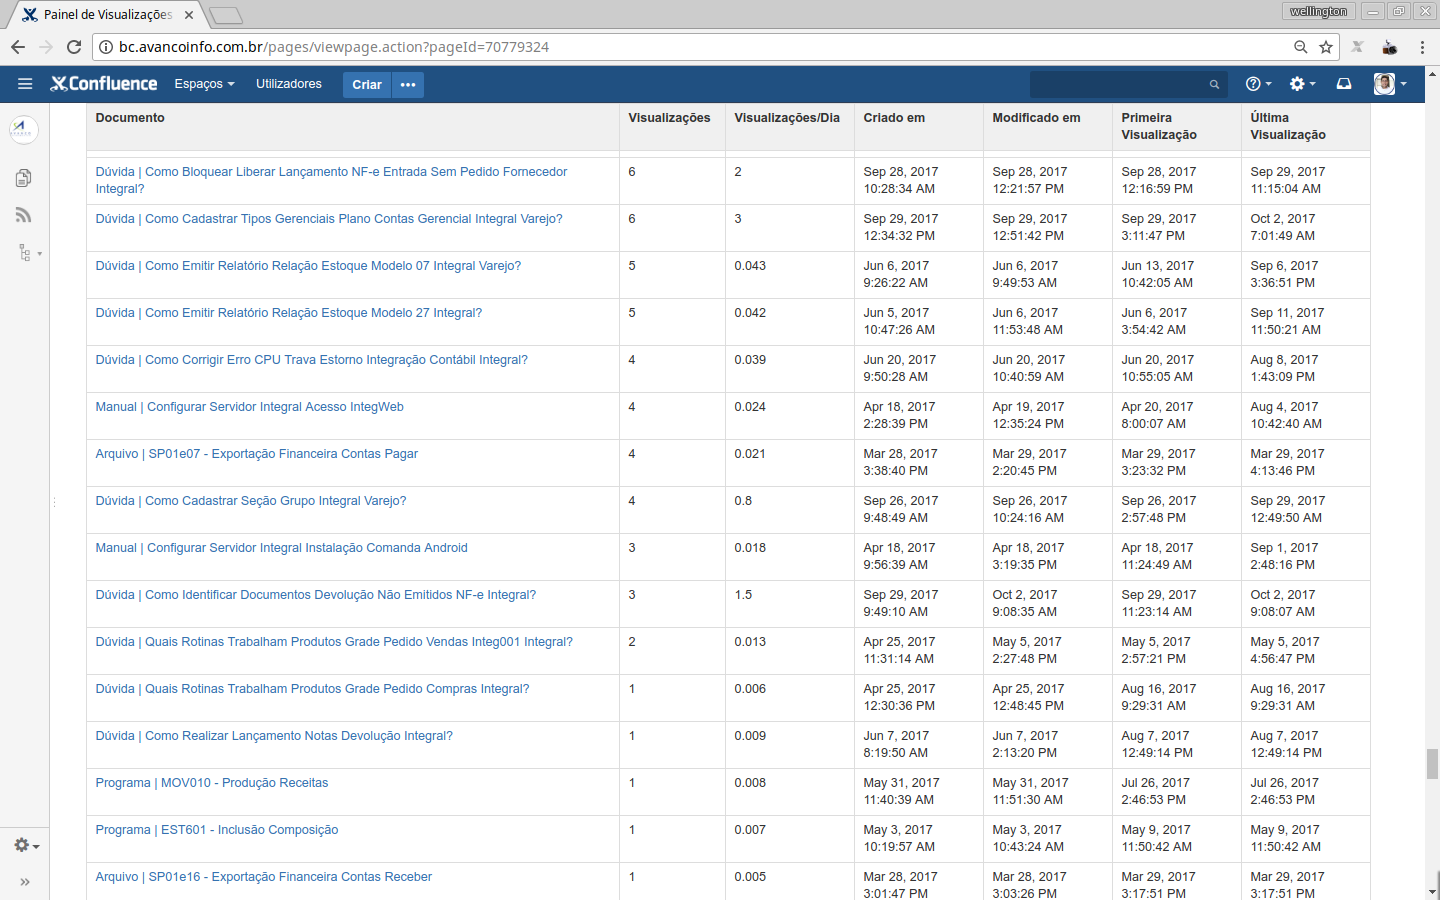 Painel de Visualizações
wellington
bc.avancoinfo.com.br/pages/viewpage.action?pageId=70779324
Confluence Espaços Utilizadores Criar
Documento Visualizações Visualizações/Dia Criado em Modificado em Primeira Última
Visualização Visualização
Dúvida | Como Bloquear Liberar Lançamento NF-e Entrada Sem Pedido Fornecedor 6 2 Sep 28, 2017 Sep 28, 2017 Sep 28, 2017 Sep 29, 2017
Integral? 10:28:34 AM 12:21:57 PM 12:16:59 PM 11:15:04 AM
Dúvida | Como Cadastrar Tipos Gerenciais Plano Contas Gerencial Integral Varejo? 6 3 Sep 29, 2017 Sep 29, 2017 Sep 29, 2017 Oct 2, 2017
12:34:32 PM 12:51:42 PM 3:11:47 PM 7:01:49 AM
Dúvida | Como Emitir Relatório Relação Estoque Modelo 07 Integral Varejo? 5 0.043 Jun 6, 2017 Jun 6, 2017 Jun 13, 2017 Sep 6, 2017
9:26:22 AM 9:49:53 AM 10:42:05 AM 3:36:51 PM
Dúvida | Como Emitir Relatório Relação Estoque Modelo 27 Integral? 5 0.042 Jun 5, 2017 Jun 6, 2017 Jun 6, 2017 Sep 11, 2017
10:47:26 AM 11:53:48 AM 3:54:42 AM 11:50:21 AM
Dúvida | Como Corrigir Erro CPU Trava Estorno Integração Contábil Integral? 4 0.039 Jun 20, 2017 Jun 20, 2017 Jun 20, 2017 Aug 8, 2017
9:50:28 AM 10:40:59 AM 10:55:05 AM 1:43:09 PM
Manual | Configurar Servidor Integral Acesso IntegWeb 4 0.024 Apr 18, 2017 Apr 19, 2017 Apr 20, 2017 Aug 4, 2017
2:28:39 PM 12:35:24 PM 8:00:07 AM 10:42:40 AM
Arquivo | SP01e07 - Exportação Financeira Contas Pagar 4 0.021 Mar 28, 2017 Mar 29, 2017 Mar 29, 2017 Mar 29, 2017
3:38:40 PM 2:20:45 PM 3:23:32 PM 4:13:46 PM
Dúvida | Como Cadastrar Seção Grupo Integral Varejo? 4 0.8 Sep 26, 2017 Sep 26, 2017 Sep 26, 2017 Sep 29, 2017
9:48:49 AM 10:24:16 AM 2:57:48 PM 12:49:50 AM
Manual | Configurar Servidor Integral Instalação Comanda Android 3 0.018 Apr 18, 2017 Apr 18, 2017 Apr 18, 2017 Sep 1, 2017
9:56:39 AM 3:19:35 PM 11:24:49 AM 2:48:16 PM
Dúvida | Como Identificar Documentos Devolução Não Emitidos NF-e Integral? 3 1.5 Sep 29, 2017 Oct 2, 2017 Sep 29, 2017 Oct 2, 2017
9:49:10 AM 9:08:35 AM 11:23:14 AM 9:08:07 AM
Dúvida | Quais Rotinas Trabalham Produtos Grade Pedido Vendas Integ001 Integral? 2 0.013 Apr 25, 2017 May 5, 2017 May 5, 2017 May 5, 2017
11:31:14 AM 2:27:48 PM 2:57:21 PM 4:56:47 PM
Dúvida | Quais Rotinas Trabalham Produtos Grade Pedido Compras Integral? 1 0.006 Apr 25, 2017 Apr 25, 2017 Aug 16, 2017 Aug 16, 2017
12:30:36 PM 12:48:45 PM 9:29:31 AM 9:29:31 AM
Dúvida | Como Realizar Lançamento Notas Devolução Integral? 1 0.009 Jun 7, 2017 Jun 7, 2017 Aug 7, 2017 Aug 7, 2017
8:19:50 AM 2:13:20 PM 12:49:14 PM 12:49:14 PM
Programa | MOV010 - Produção Receitas 1 0.008 May 31, 2017 May 31, 2017 Jul 26, 2017 Jul 26, 2017
11:40:39 AM 11:51:30 AM 2:46:53 PM 2:46:53 PM
Programa | EST601 - Inclusão Composição 1 0.007 May 3, 2017 May 3, 2017 May 9, 2017 May 9, 2017
10:19:57 AM 10:43:24 AM 11:50:42 AM 11:50:42 AM
Arquivo | SP01e16 - Exportação Financeira Contas Receber 1 0.005 Mar 28, 2017 Mar 28, 2017 Mar 29, 2017 Mar 29, 2017
3:01:47 PM 3:03:26 PM 3:17:51 PM 3:17:51 PM